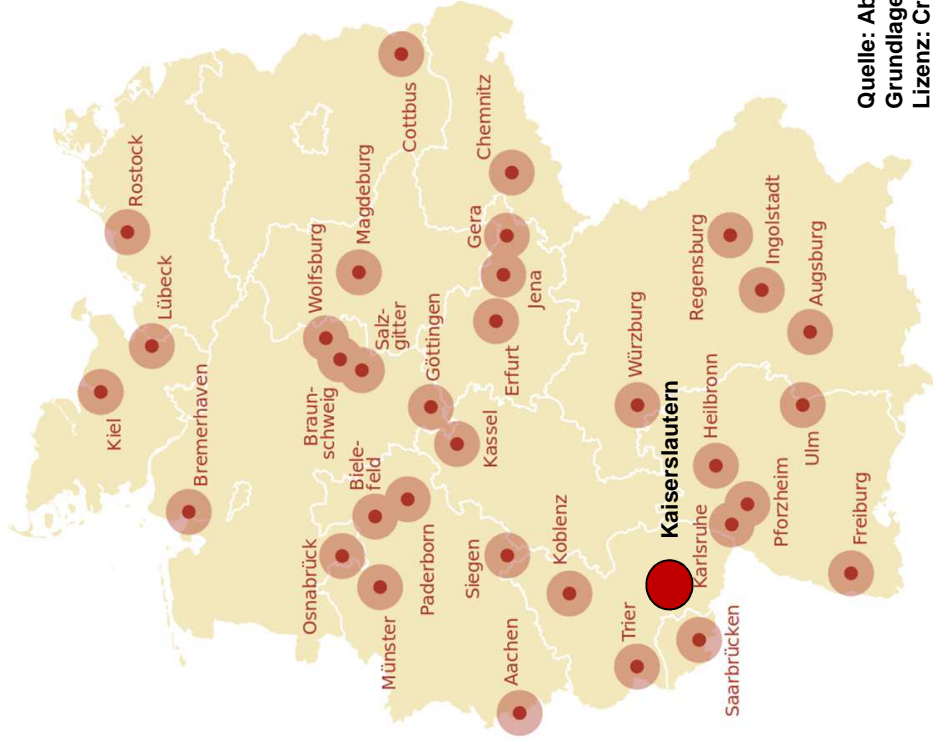 Kiel
Lübeck
Rostock
Bremerhaven
Osnabrück
Münster
Biele-
feld
Paderborn
Braun-
schweig
Wolfsburg
Salz-
gitter
Magdeburg
Cottbus
Göttingen
Kassel
Siegen
Aachen
Koblenz
Erfurt
Jena
Gera
Chemnitz
Trier
Saarbrücken
Kaiserslautern
Karlsruhe
Pforzheim
Heilbronn
Würzburg
Regensburg
Ingolstadt
Augsburg
Ulm
Freiburg
Quelle: Ab
Grundlage
Lizenz: Cr